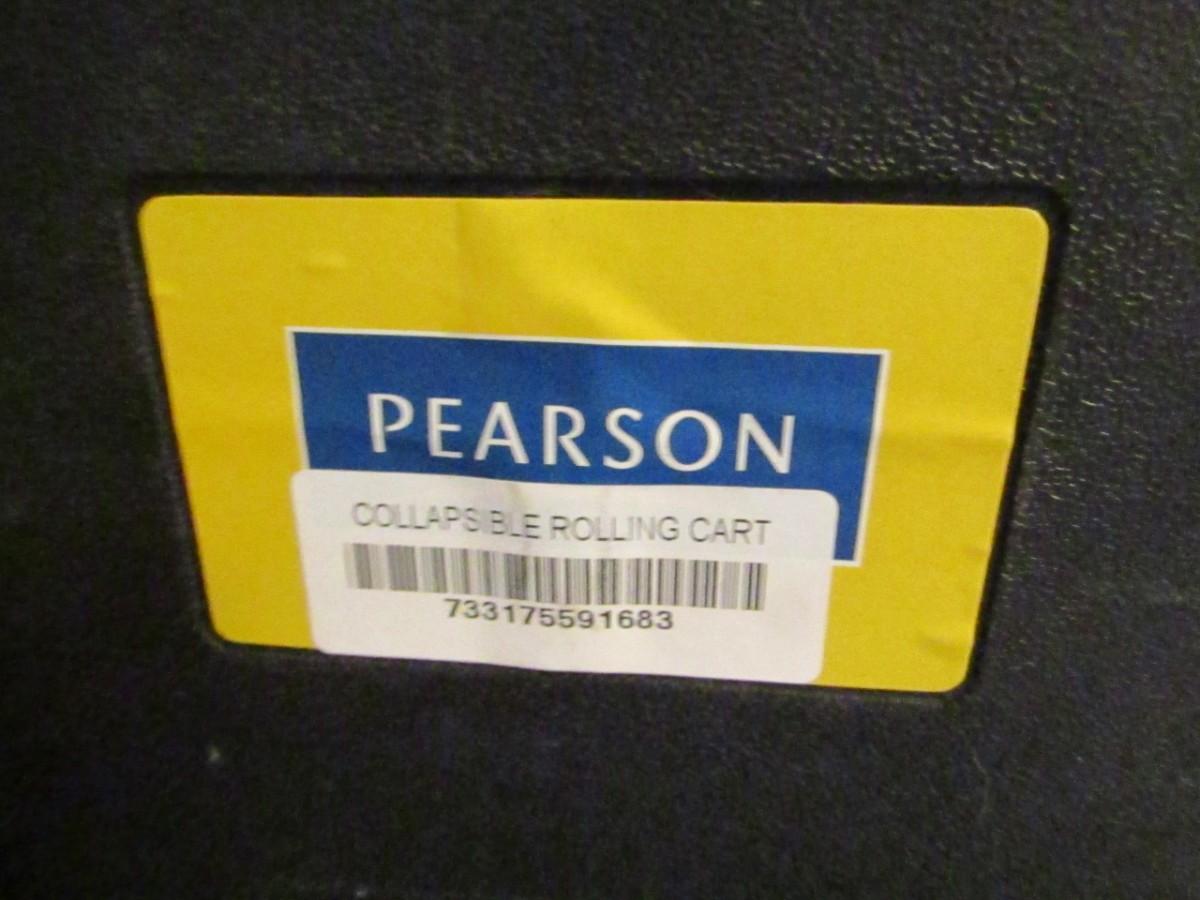 PEARSON
COLLAPSIBLE ROLLING CART
733175591683